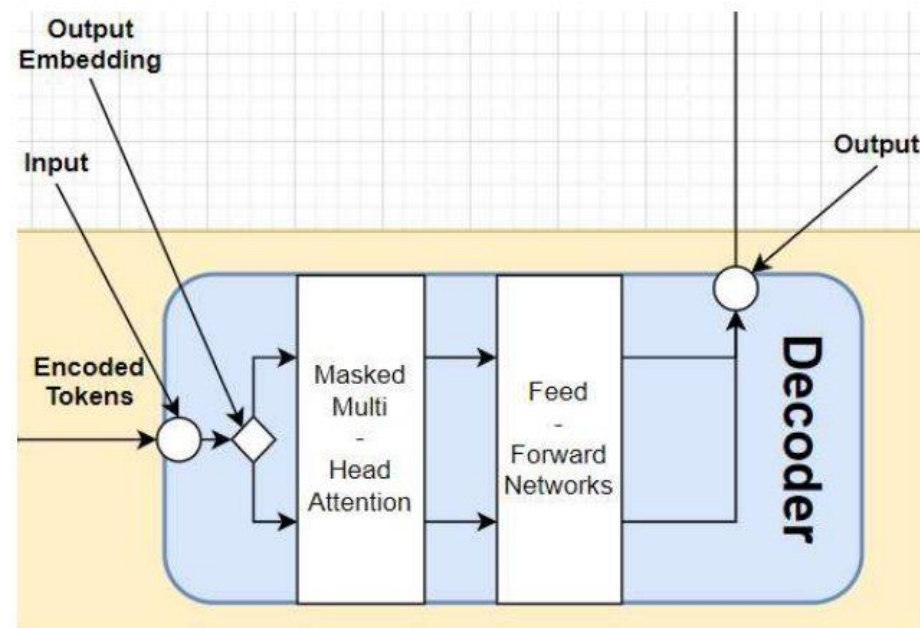 Output
Embedding
Input
Output
Encoded
Tokens
Masked
Multi
-
Head
Attention
Feed
-
Forward
Networks
Decoder